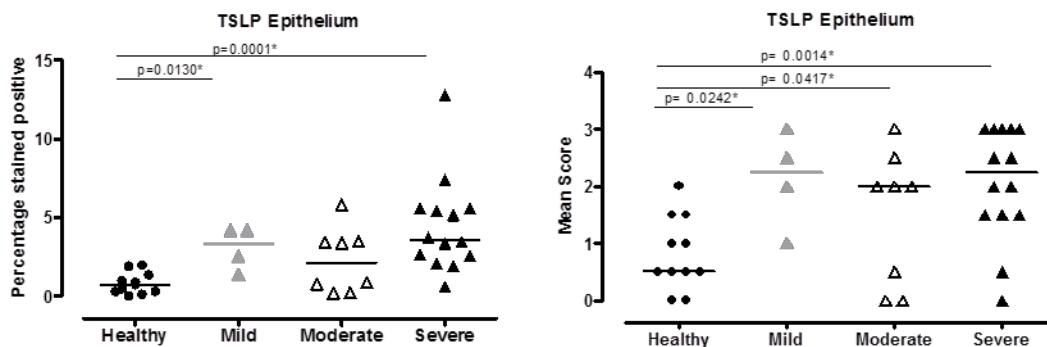 TSLP Epithelium
p=0.0001*
p=0.0130*
15
10
5
0
Percentage stained positive
Healthy Mild Moderate Severe
TSLP Epithelium
p= 0.0014*
p= 0.0417*
p= 0.0242*
4
3
2
1
0
Mean Score
Healthy Mild Moderate Severe